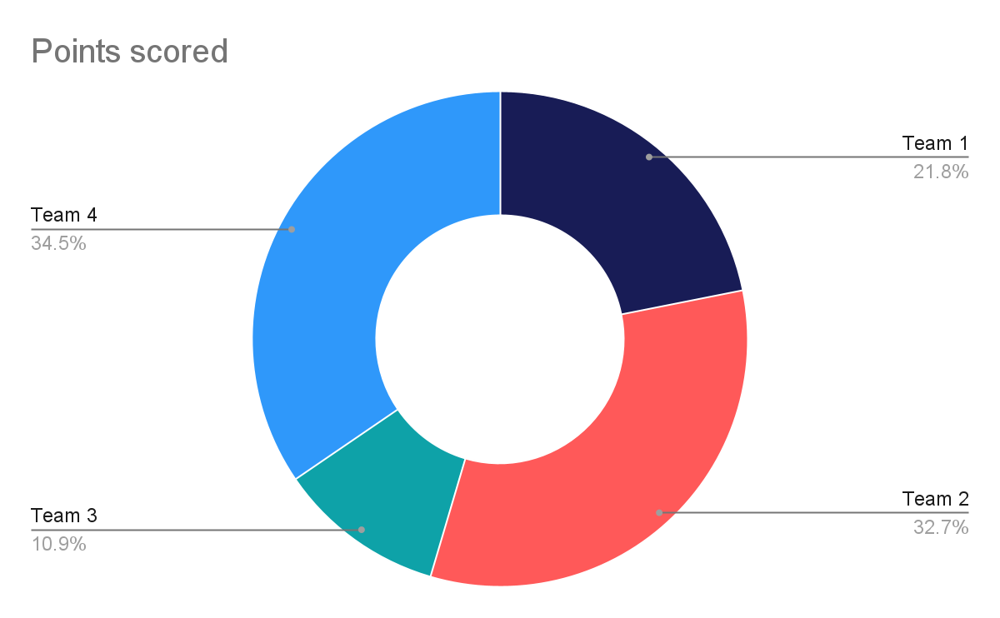 Points scored
Team 1
21.8%
Team 4
34.5%
Team 2
32.7%
Team 3
10.9%